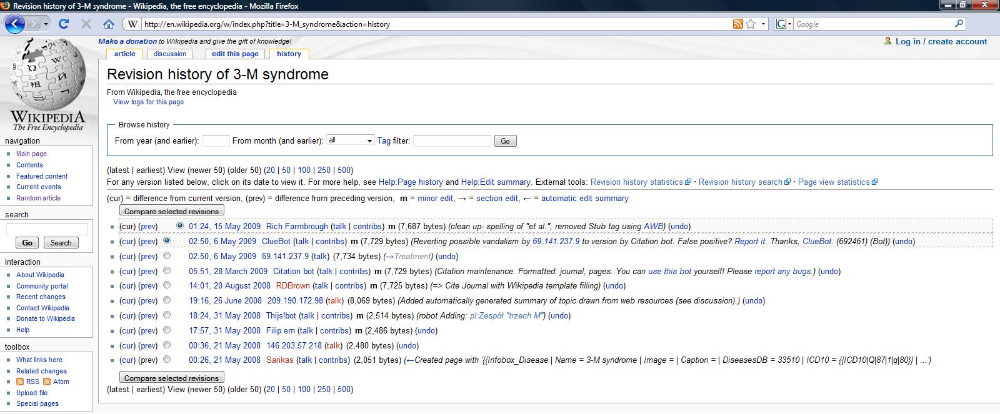 Revision history of 3-M syndrome - Wikipedia, the free encyclopedia - Mozilla Firefox
W http://en.wikipedia.org/w/index.php?title=3-M_syndrome&action=history G Google
Make a donation to Wikipedia and give the gift of knowledge! Log in / create account
article discussion edit this page history
Revision history of 3-M syndrome
From Wikipedia, the free encyclopedia
View logs for this page
WIKIPEDIA
The Free Encyclopedia
navigation
Main page
Contents
Featured content
Current events
Random article
search
Go Search
interaction
About Wikipedia
Community portal
Recent changes
Contact Wikipedia
Donate to Wikipedia
Help
toolbox
What links here
Related changes
RSS Atom
Upload file
Special pages
Browse history
From year (and earlier): From month (and earlier): all Tag filter: Go
(latest | earliest) View (newer 50) (older 50) (20 | 50 | 100 | 250 | 500)
For any version listed below, click on its date to view it. For more help, see Help:Page history and Help:Edit summary. External tools: Revision history statistics · Revision history search · Page view statistics
(cur) = difference from current version, (prev) = difference from preceding version, m = minor edit, → = section edit, ← = automatic edit summary
Compare selected revisions
(cur) (prev) 01:24, 15 May 2009 Rich Farmbrough (talk | contribs) m (7,687 bytes) (clean up- spelling of "et al.", removed Stub tag using AWB) (undo)
(cur) (prev) 02:50, 6 May 2009 ClueBot (talk | contribs) m (7,729 bytes) (Reverting possible vandalism by 69.141.237.9 to version by Citation bot. False positive? Report it. Thanks, ClueBot. (692461) (Bot)) (undo)
(cur) (prev) 02:50, 6 May 2009 69.141.237.9 (talk) (7,734 bytes) (→Treatment) (undo)
(cur) (prev) 05:51, 28 March 2009 Citation bot (talk | contribs) m (7,729 bytes) (Citation maintenance. Formatted: journal, pages. You can use this bot yourself! Please report any bugs.) (undo)
(cur) (prev) 14:01, 20 August 2008 RDBrown (talk | contribs) m (7,725 bytes) (=> Cite Journal with Wikipedia template filling) (undo)
(cur) (prev) 19:16, 26 June 2008 209.190.172.98 (talk) (8,069 bytes) (Added automatically generated summary of topic drawn from web resources (see discussion).) (undo)
(cur) (prev) 18:24, 31 May 2008 Thijs!bot (talk | contribs) m (2,514 bytes) (robot Adding: pl:Zespół "trzech M") (undo)
(cur) (prev) 17:57, 31 May 2008 Filip em (talk | contribs) m (2,486 bytes) (undo)
(cur) (prev) 00:36, 21 May 2008 146.203.57.218 (talk) (2,480 bytes) (undo)
(cur) (prev) 00:26, 21 May 2008 Sarikas (talk | contribs) (2,051 bytes) (←Created page with '{{Infobox_Disease | Name = 3-M syndrome | Image = | Caption = | DiseasesDB = 33510 | ICD10 = {{ICD10|Q|87|1|q|80}} | ...')
Compare selected revisions
(latest | earliest) View (newer 50) (older 50) (20 | 50 | 100 | 250 | 500)